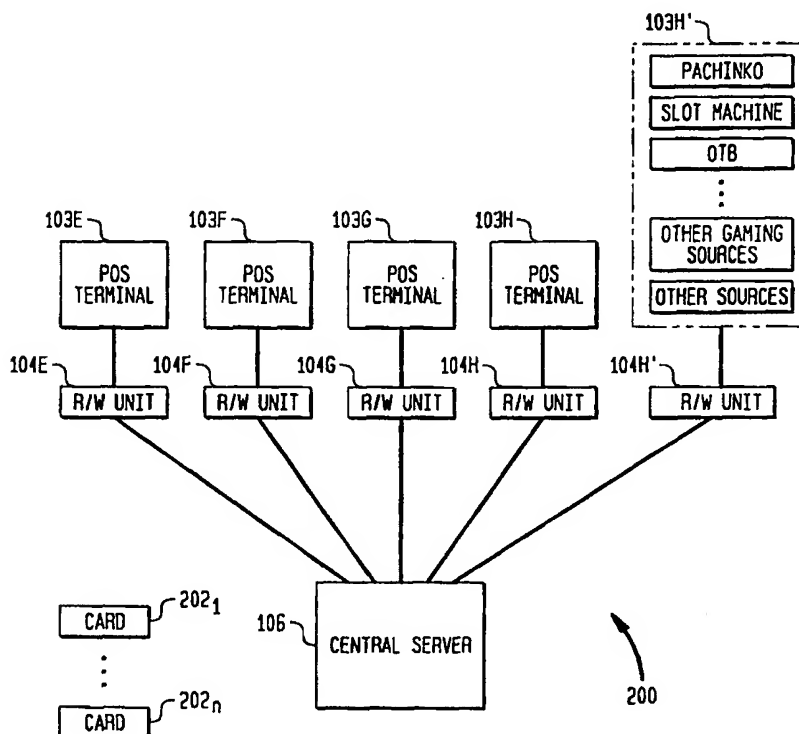 103H'
PACHINKO
SLOT MACHINE
OTB
OTHER GAMING
SOURCES
OTHER SOURCES
103E
103F
103G
103H
POS
TERMINAL
POS
TERMINAL
POS
TERMINAL
POS
TERMINAL
104E
104F
104G
104H
104H'
R/W UNIT
R/W UNIT
R/W UNIT
R/W UNIT
R/W UNIT
106
CENTRAL SERVER
CARD
202₁
CARD
202ₙ
200